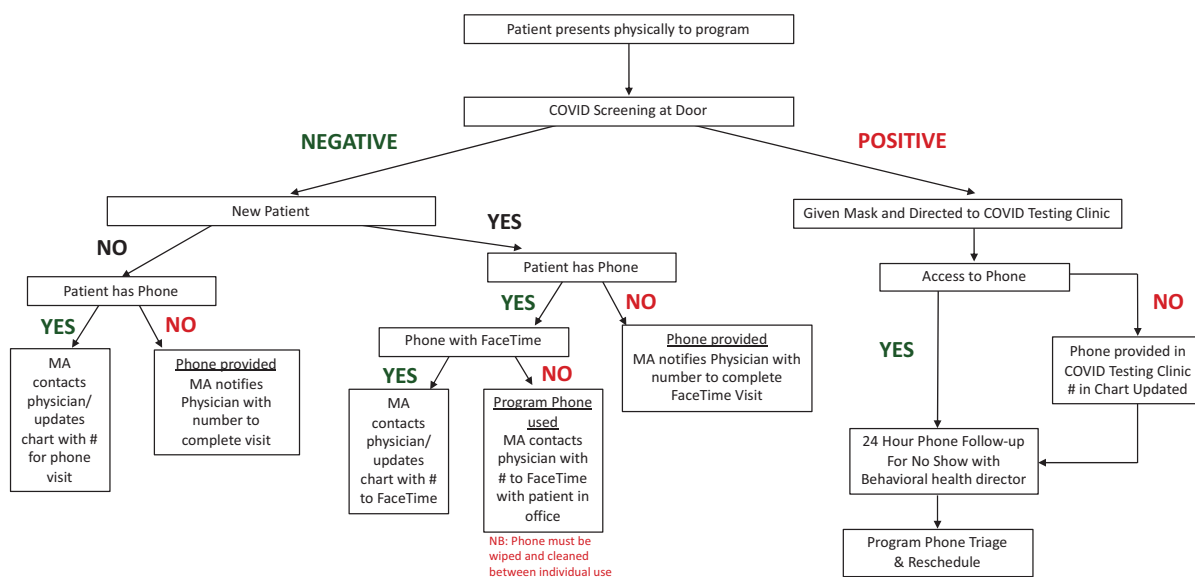 Patient presents physically to program
COVID Screening at Door
NEGATIVE
POSITIVE
New Patient
Given Mask and Directed to COVID Testing Clinic
NO
YES
Patient has Phone
Patient has Phone
Access to Phone
YES
NO
YES
NO
YES
NO
Phone with FaceTime
MA
contacts
physician/
updates
chart with #
for phone
visit
Phone provided
MA notifies
Physician with
number to
complete visit
YES
NO
Phone provided
MA notifies Physician with
number to complete
FaceTime Visit
Phone provided in
COVID Testing Clinic
# in Chart Updated
MA
contacts
physician/
updates
chart with #
to FaceTime
Program Phone
used
MA contacts
physician with
# to FaceTime
with patient in
office
NB: Phone must be
wiped and cleaned
between individual use
24 Hour Phone Follow-up
For No Show with
Behavioral health director
Program Phone Triage
& Reschedule